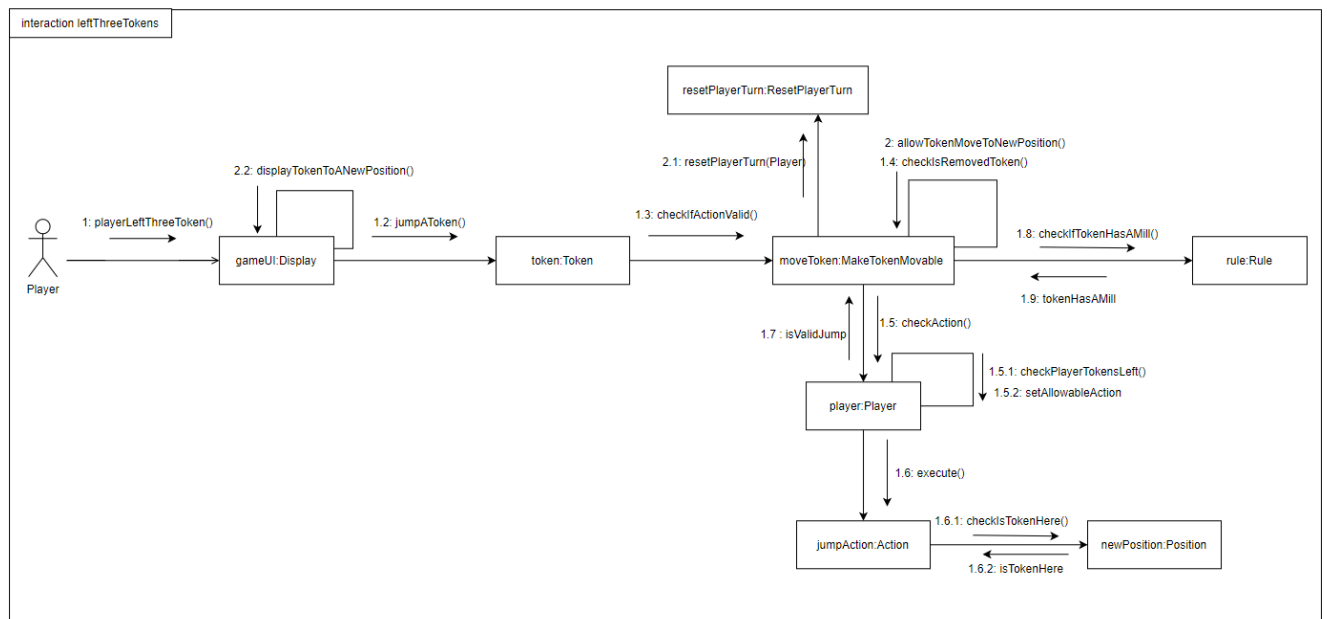 interaction leftThreeTokens
resetPlayerTurn:ResetPlayerTurn
2: allowTokenMoveToNewPosition()
2.1: resetPlayerTurn(Player)
1.4: checkIsRemovedToken()
2.2: displayTokenToANewPosition()
1: playerLeftThreeToken()
1.2: jumpAToken()
1.3: checkIfActionValid()
1.8: checkIfTokenHasAMill()
Player
gameUI:Display
token:Token
moveToken:MakeTokenMovable
rule:Rule
1.9: tokenHasAMill
1.7 : isValidJump
1.5: checkAction()
1.5.1: checkPlayerTokensLeft()
1.5.2: setAllowableAction
player:Player
1.6: execute()
1.6.1: checkIsTokenHere()
jumpAction:Action
newPosition:Position
1.6.2: isTokenHere